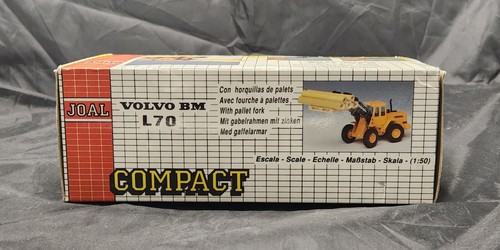 JOAL
VOLVO BM
L70
Con horquillas de palets
Avec fourche à palettes
With pallet fork
Mit gabelrahmen mit zinken
Med gaffelarmar
Escala - Scale - Echelle - Maßstab - Skala - (1:50)
COMPACT